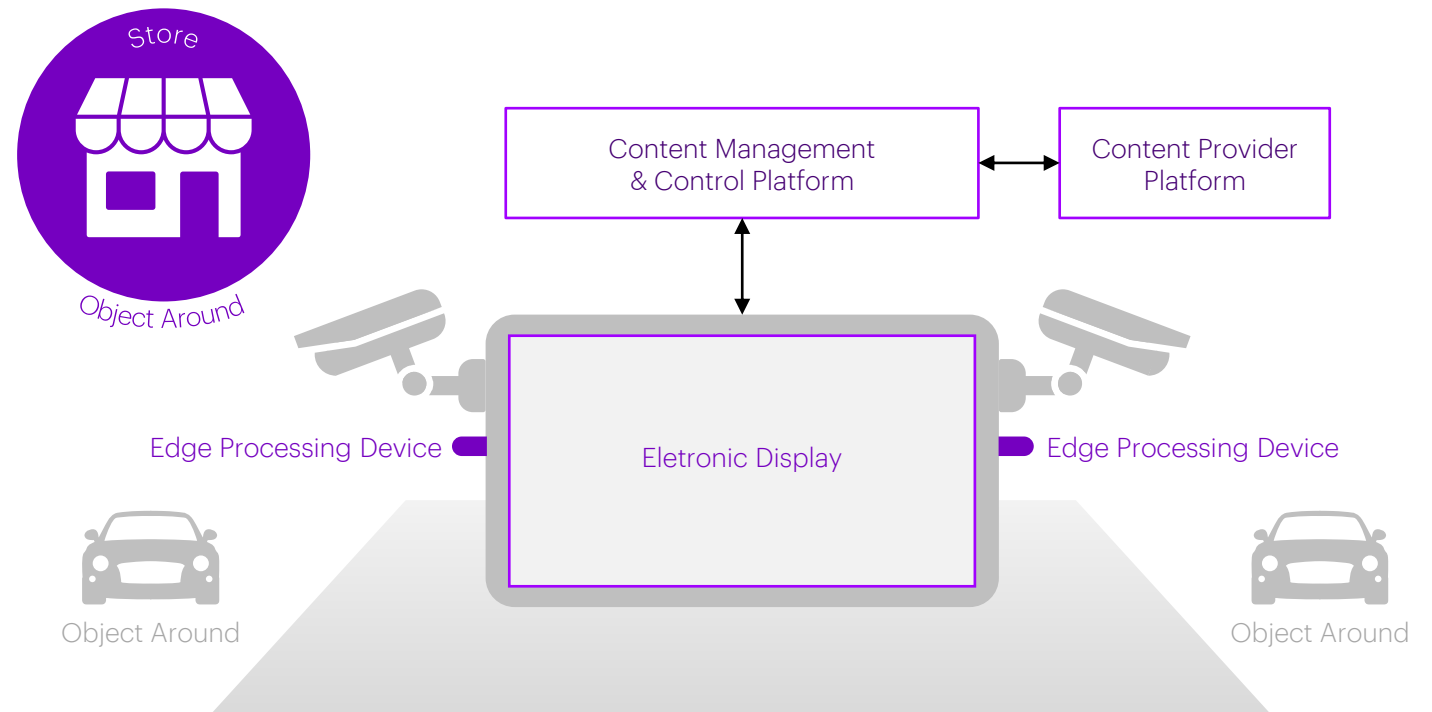 Store
Object Around
Content Management
& Control Platform
Content Provider
Platform
Edge Processing Device
Eletronic Display
Edge Processing Device
Object Around
Object Around